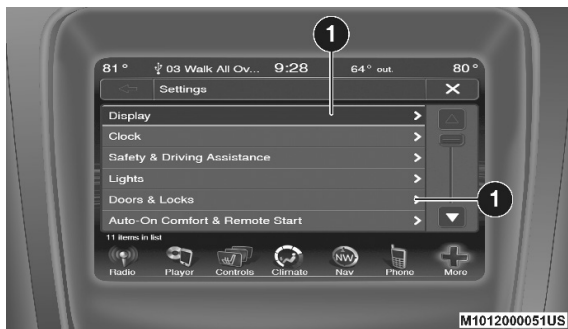 1
81° 03 Walk All Ov... 9:28 64° out. 80°
Settings
Display
Clock
Safety & Driving Assistance
Lights
Doors & Locks
1
Auto-On Comfort & Remote Start
11 items in list
NW
Radio Player Controls Climate Nav Phone More
M1012000051US